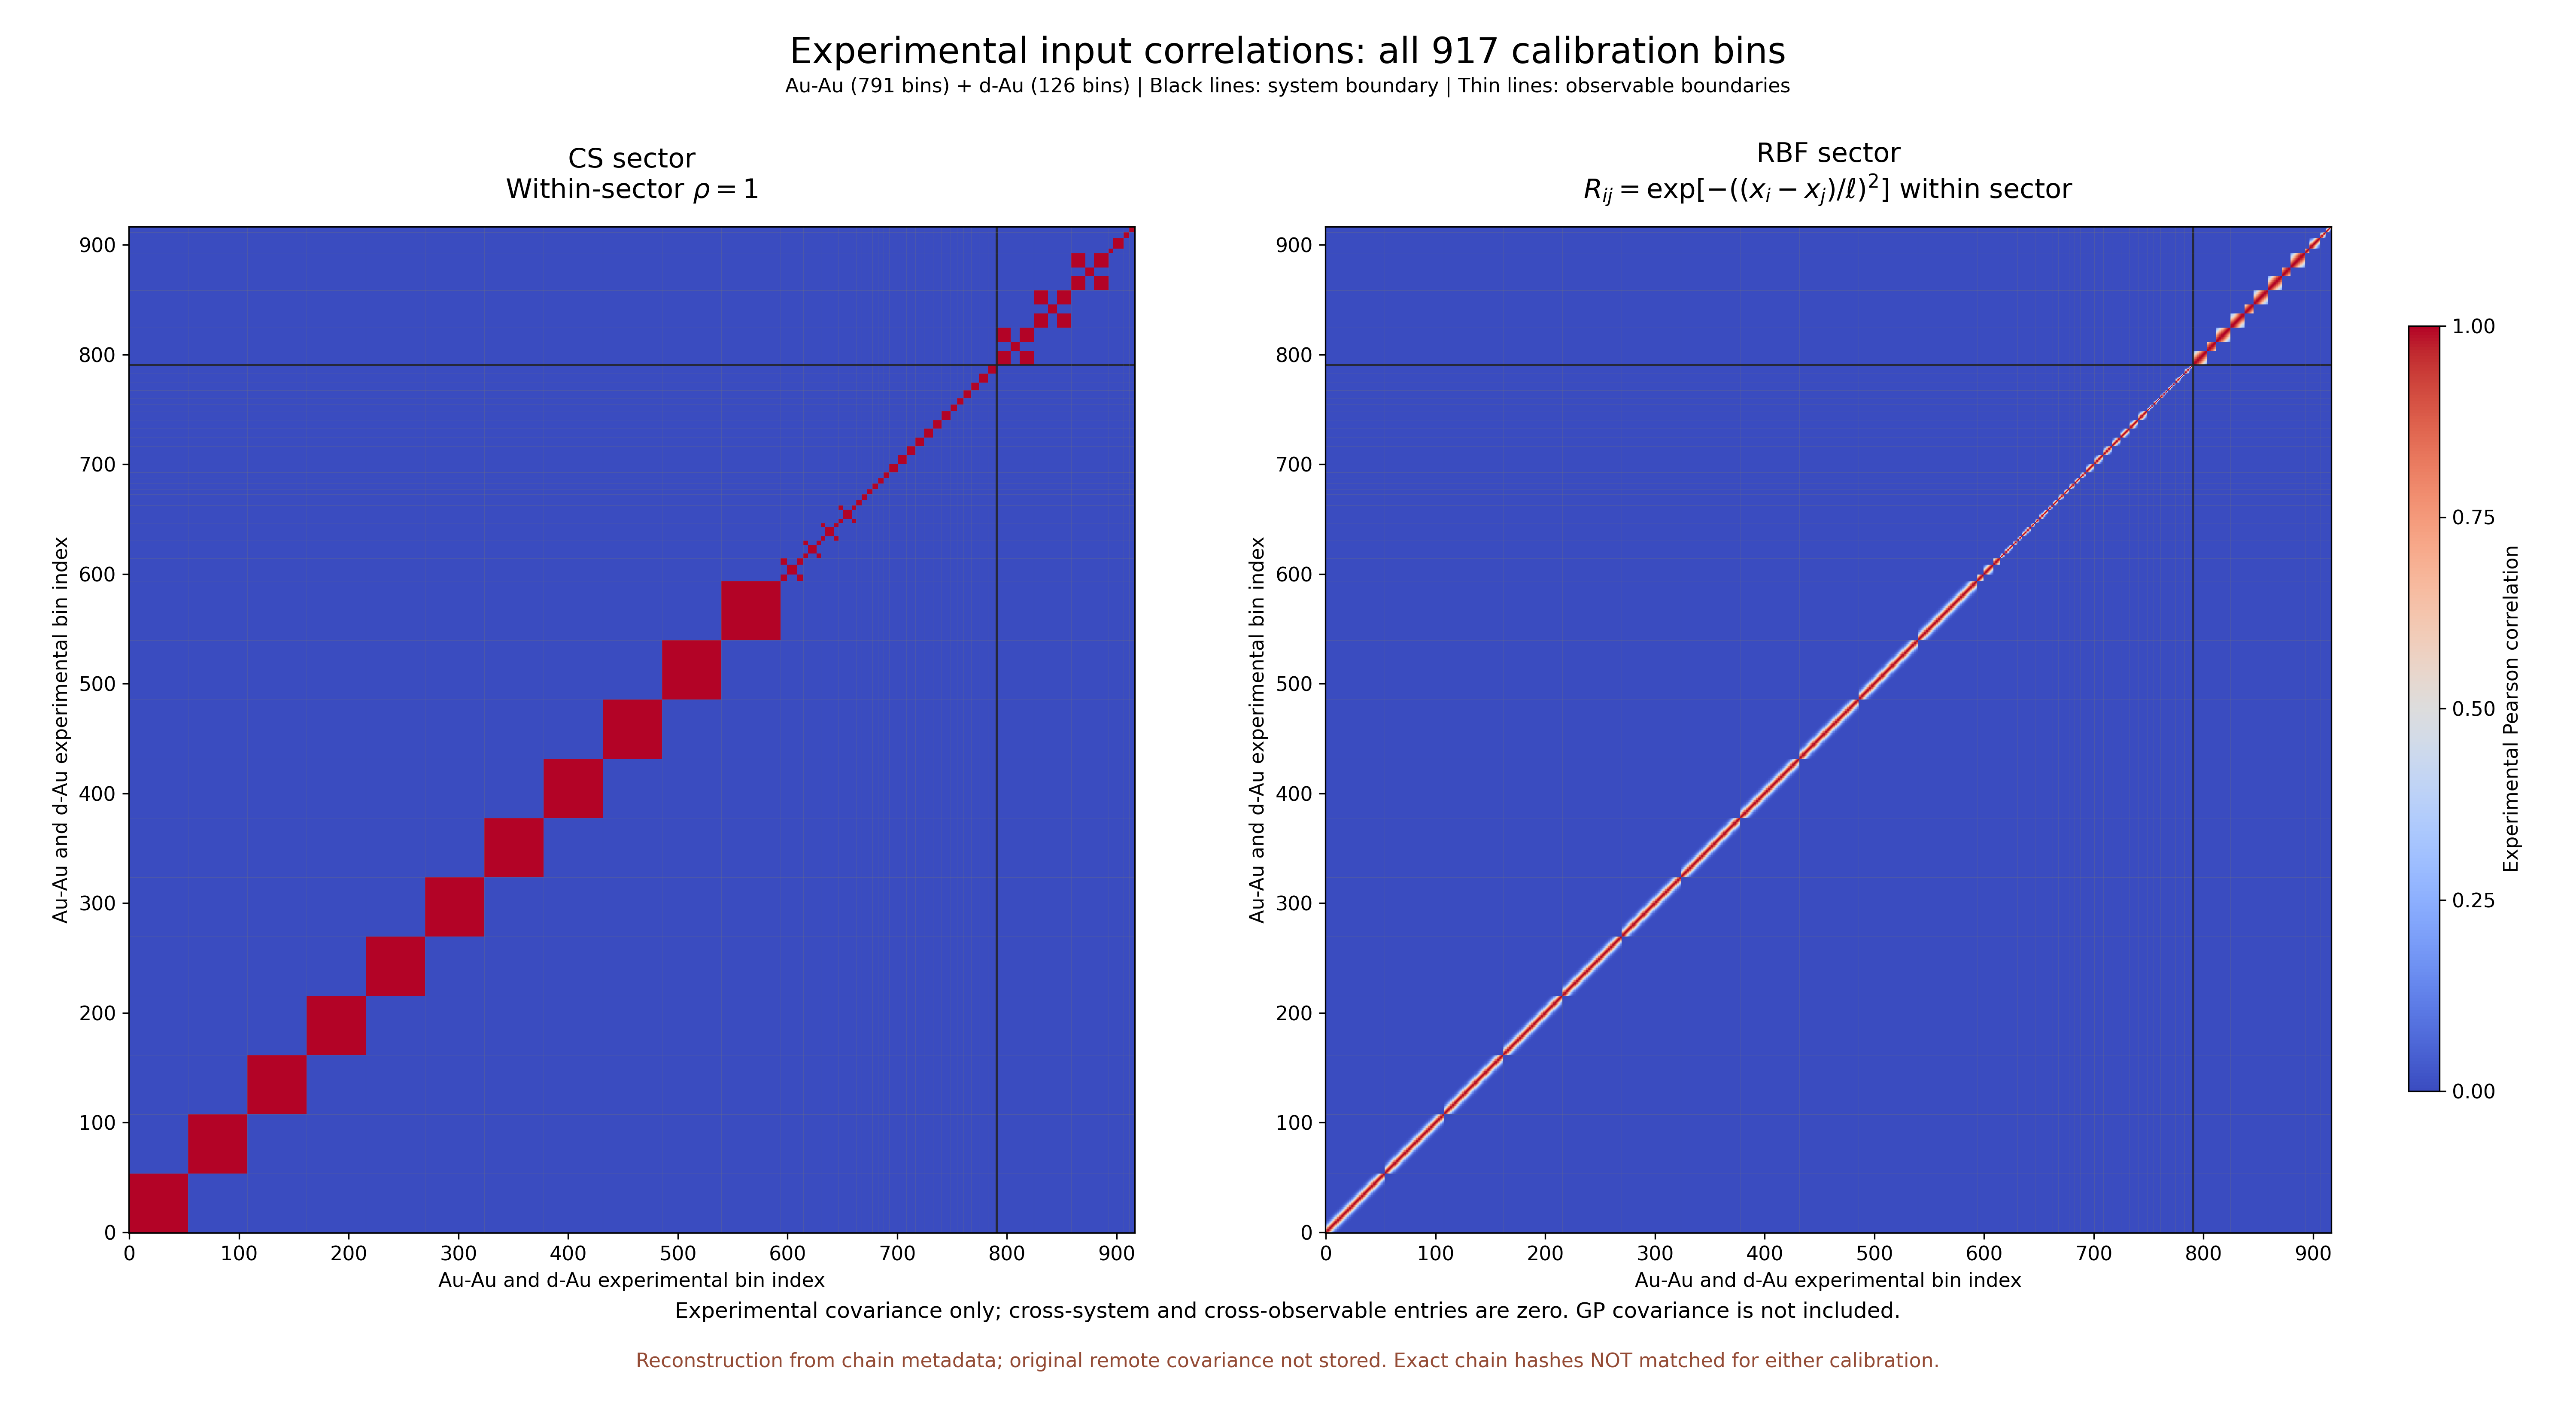 Experimental input correlations: all 917 calibration bins
Au-Au (791 bins) + d-Au (126 bins) | Black lines: system boundary | Thin lines: observable boundaries
CS sector
Within-sector ρ = 1
900
800
700
600
500
400
300
200
100
0
0 100 200 300 400 500 600 700 800 900
Au-Au and d-Au experimental bin index
Au-Au and d-Au experimental bin index
RBF sector
R_{ij} = exp[−((x_i − x_j)/ℓ)²] within sector
900
800
700
600
500
400
300
200
100
0
0 100 200 300 400 500 600 700 800 900
Au-Au and d-Au experimental bin index
Au-Au and d-Au experimental bin index
1.00
0.75
0.50
0.25
0.00
Experimental Pearson correlation
Experimental covariance only; cross-system and cross-observable entries are zero. GP covariance is not included.
Reconstruction from chain metadata; original remote covariance not stored. Exact chain hashes NOT matched for either calibration.